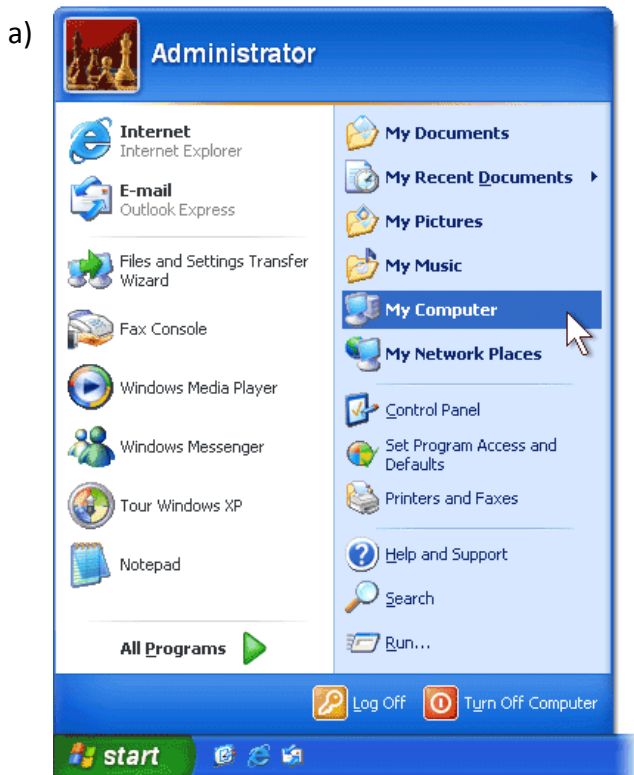 a)
Administrator
Internet
Internet Explorer
E-mail
Outlook Express
Files and Settings Transfer
Wizard
Fax Console
Windows Media Player
Windows Messenger
Tour Windows XP
Notepad
All Programs
My Documents
My Recent Documents
My Pictures
My Music
My Computer
My Network Places
Control Panel
Set Program Access and
Defaults
Printers and Faxes
Help and Support
Search
Run...
Log Off
Turn Off Computer
start